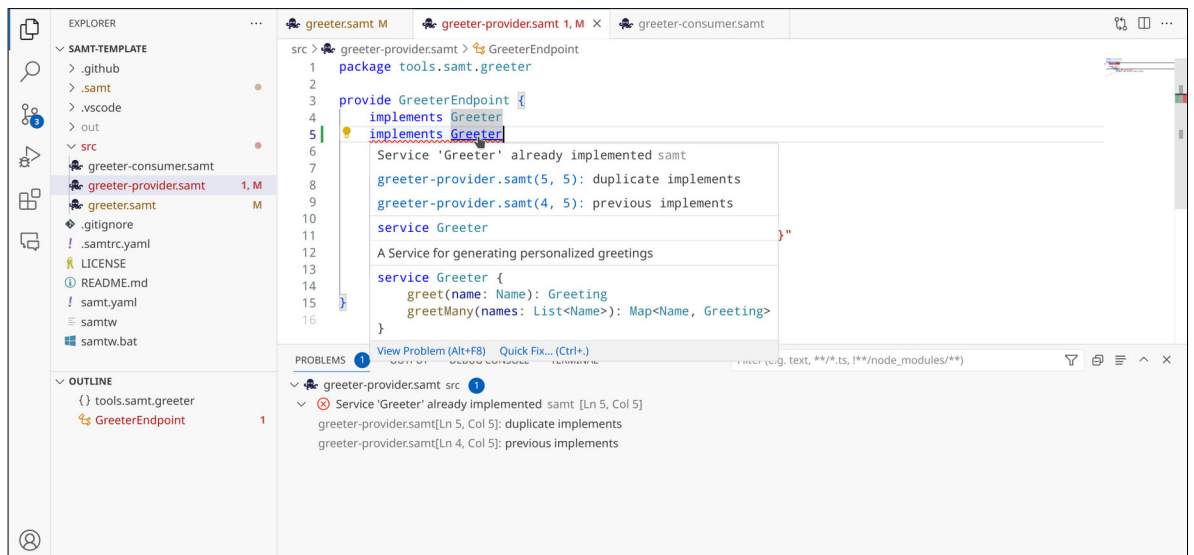 EXPLORER
SAMT-TEMPLATE
.github
.samt
.vscode
out
src
greeter-consumer.samt
greeter-provider.samt 1, M
greeter.samt M
.gitignore
.samtrc.yaml
LICENSE
README.md
samt.yaml
samtw
samtw.bat
OUTLINE
{} tools.samt.greeter
GreeterEndpoint 1
3
greeter.samt M
greeter-provider.samt 1, M
greeter-consumer.samt
src > greeter-provider.samt > GreeterEndpoint
1 package tools.samt.greeter
2
3 provide GreeterEndpoint {
4 implements Greeter
5 implements Greeter
6
7
8
9
10
11 }"
12
13
14
15 }
16
Service 'Greeter' already implemented samt
greeter-provider.samt(5, 5): duplicate implements
greeter-provider.samt(4, 5): previous implements
service Greeter
A Service for generating personalized greetings
service Greeter {
greet(name: Name): Greeting
greetMany(names: List<Name>): Map<Name, Greeting>
}
View Problem (Alt+F8) Quick Fix... (Ctrl+.)
PROBLEMS 1
text, **/*.ts, !**/node_modules/**)
greeter-provider.samt src 1
Service 'Greeter' already implemented samt [Ln 5, Col 5]
greeter-provider.samt[Ln 5, Col 5]: duplicate implements
greeter-provider.samt[Ln 4, Col 5]: previous implements